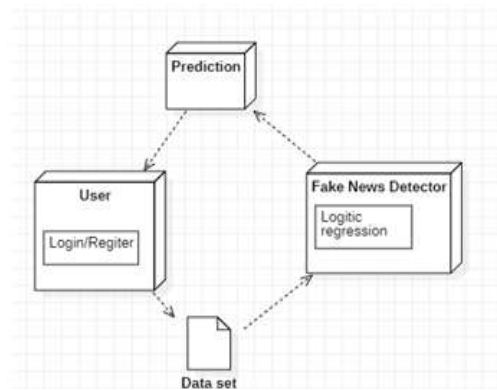 Prediction
User
Login/Regiter
Fake News Detector
Logitic
regression
Data set